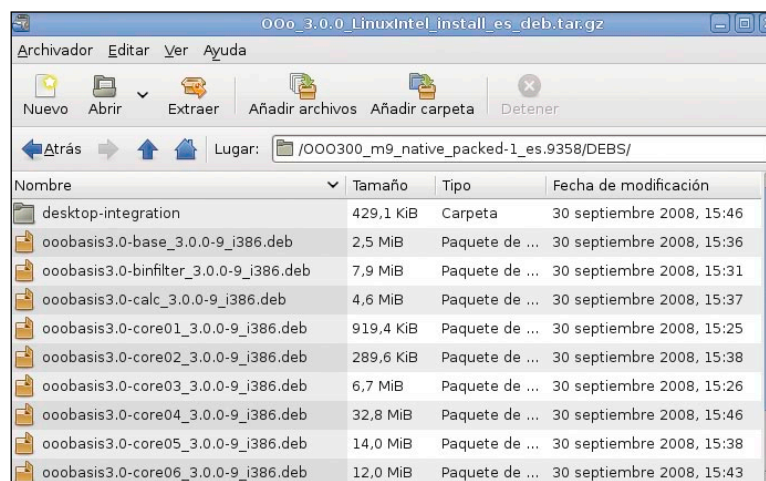 OOo_3.0.0_LinuxIntel_install_es_deb.tar.gz
Archivador Editar Ver Ayuda
Nuevo Abrir Extraer Añadir archivos Añadir carpeta Detener
Atrás Lugar: /OOO300_m9_native_packed-1_es.9358/DEBS/
Nombre Tamaño Tipo Fecha de modificación
desktop-integration 429,1 KiB Carpeta 30 septiembre 2008, 15:46
ooobasis3.0-base_3.0.0-9_i386.deb 2,5 MiB Paquete de ... 30 septiembre 2008, 15:36
ooobasis3.0-binfilter_3.0.0-9_i386.deb 7,9 MiB Paquete de ... 30 septiembre 2008, 15:31
ooobasis3.0-calc_3.0.0-9_i386.deb 4,6 MiB Paquete de ... 30 septiembre 2008, 15:37
ooobasis3.0-core01_3.0.0-9_i386.deb 919,4 KiB Paquete de ... 30 septiembre 2008, 15:25
ooobasis3.0-core02_3.0.0-9_i386.deb 289,6 KiB Paquete de ... 30 septiembre 2008, 15:38
ooobasis3.0-core03_3.0.0-9_i386.deb 6,7 MiB Paquete de ... 30 septiembre 2008, 15:26
ooobasis3.0-core04_3.0.0-9_i386.deb 32,8 MiB Paquete de ... 30 septiembre 2008, 15:46
ooobasis3.0-core05_3.0.0-9_i386.deb 14,0 MiB Paquete de ... 30 septiembre 2008, 15:38
ooobasis3.0-core06_3.0.0-9_i386.deb 12,0 MiB Paquete de ... 30 septiembre 2008, 15:43